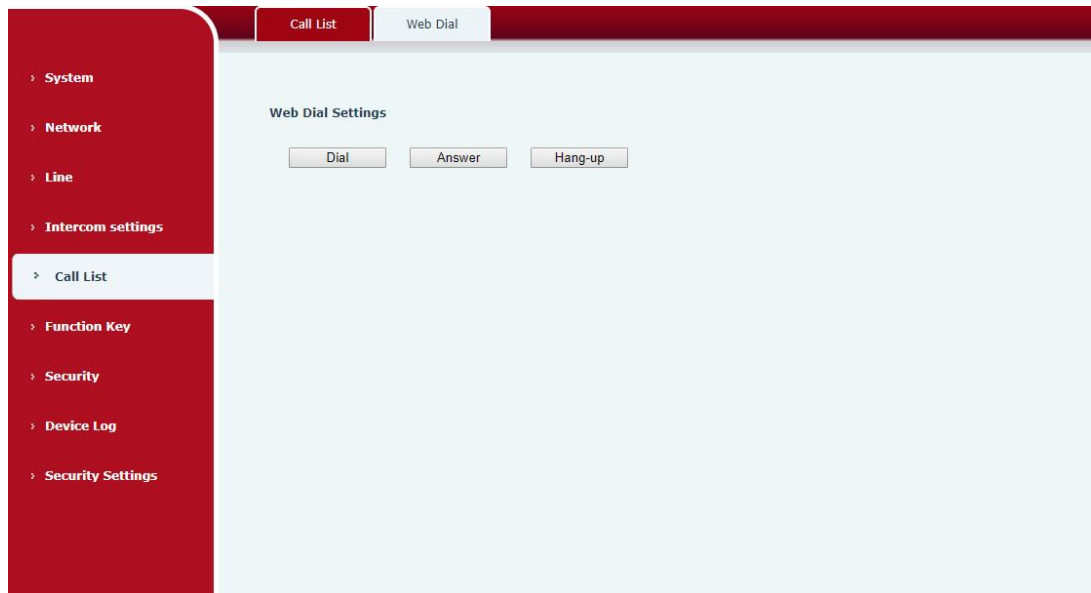 Call List
Web Dial
System
Network
Line
Intercom settings
Call List
Function Key
Security
Device Log
Security Settings
Web Dial Settings
Dial Answer Hang-up